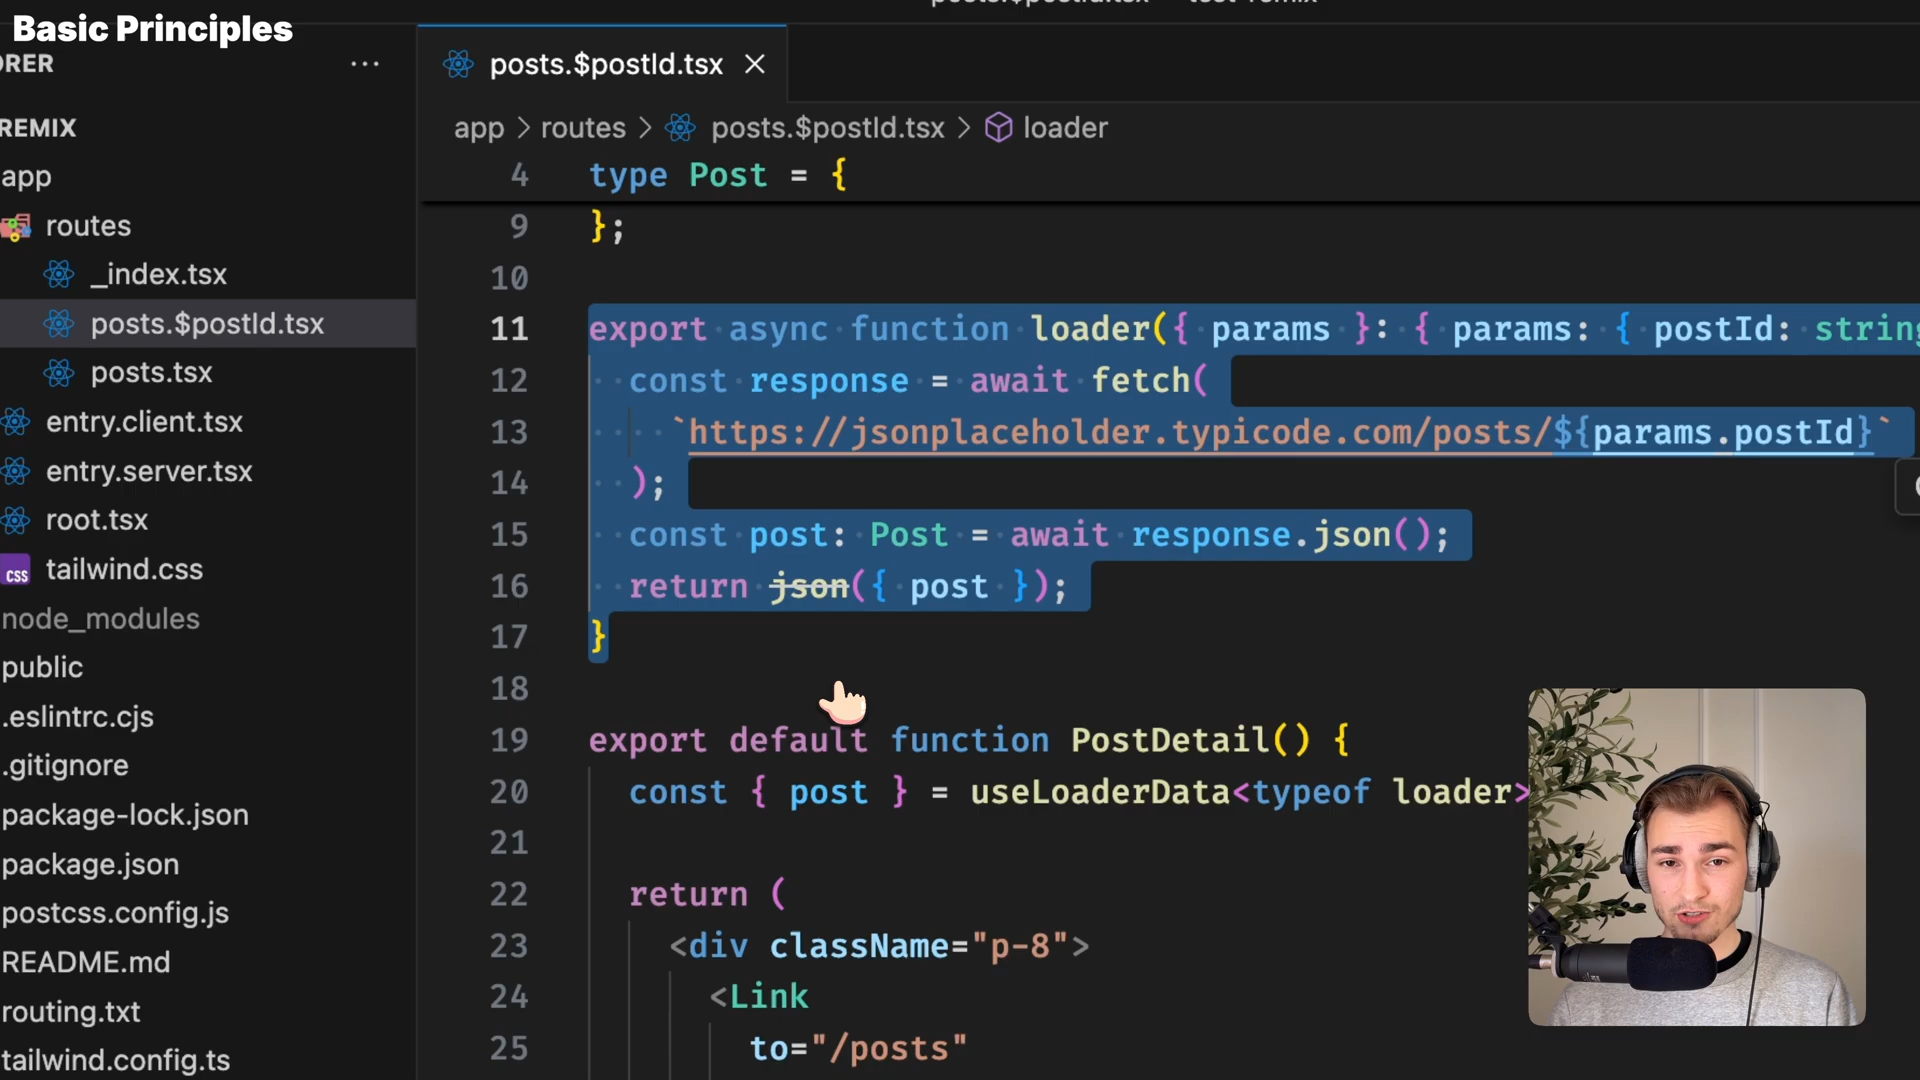 Basic Principles
ORER
REMIX
app
routes
_index.tsx
posts.$postId.tsx
posts.tsx
entry.client.tsx
entry.server.tsx
root.tsx
css tailwind.css
node_modules
public
.eslintrc.cjs
.gitignore
package-lock.json
package.json
postcss.config.js
README.md
routing.txt
tailwind.config.ts
posts.$postId.tsx
app > routes > posts.$postId.tsx > loader
4 type Post = {
9 };
10
11 export async function loader({ params }: { params: { postId: string
12 const response = await fetch(
13 `https://jsonplaceholder.typicode.com/posts/${params.postId}`
14 );
15 const post: Post = await response.json();
16 return json({ post });
17 }
18
19 export default function PostDetail() {
20 const { post } = useLoaderData<typeof loader>
21
22 return (
23 <div className="p-8">
24 <Link
25 to="/posts"